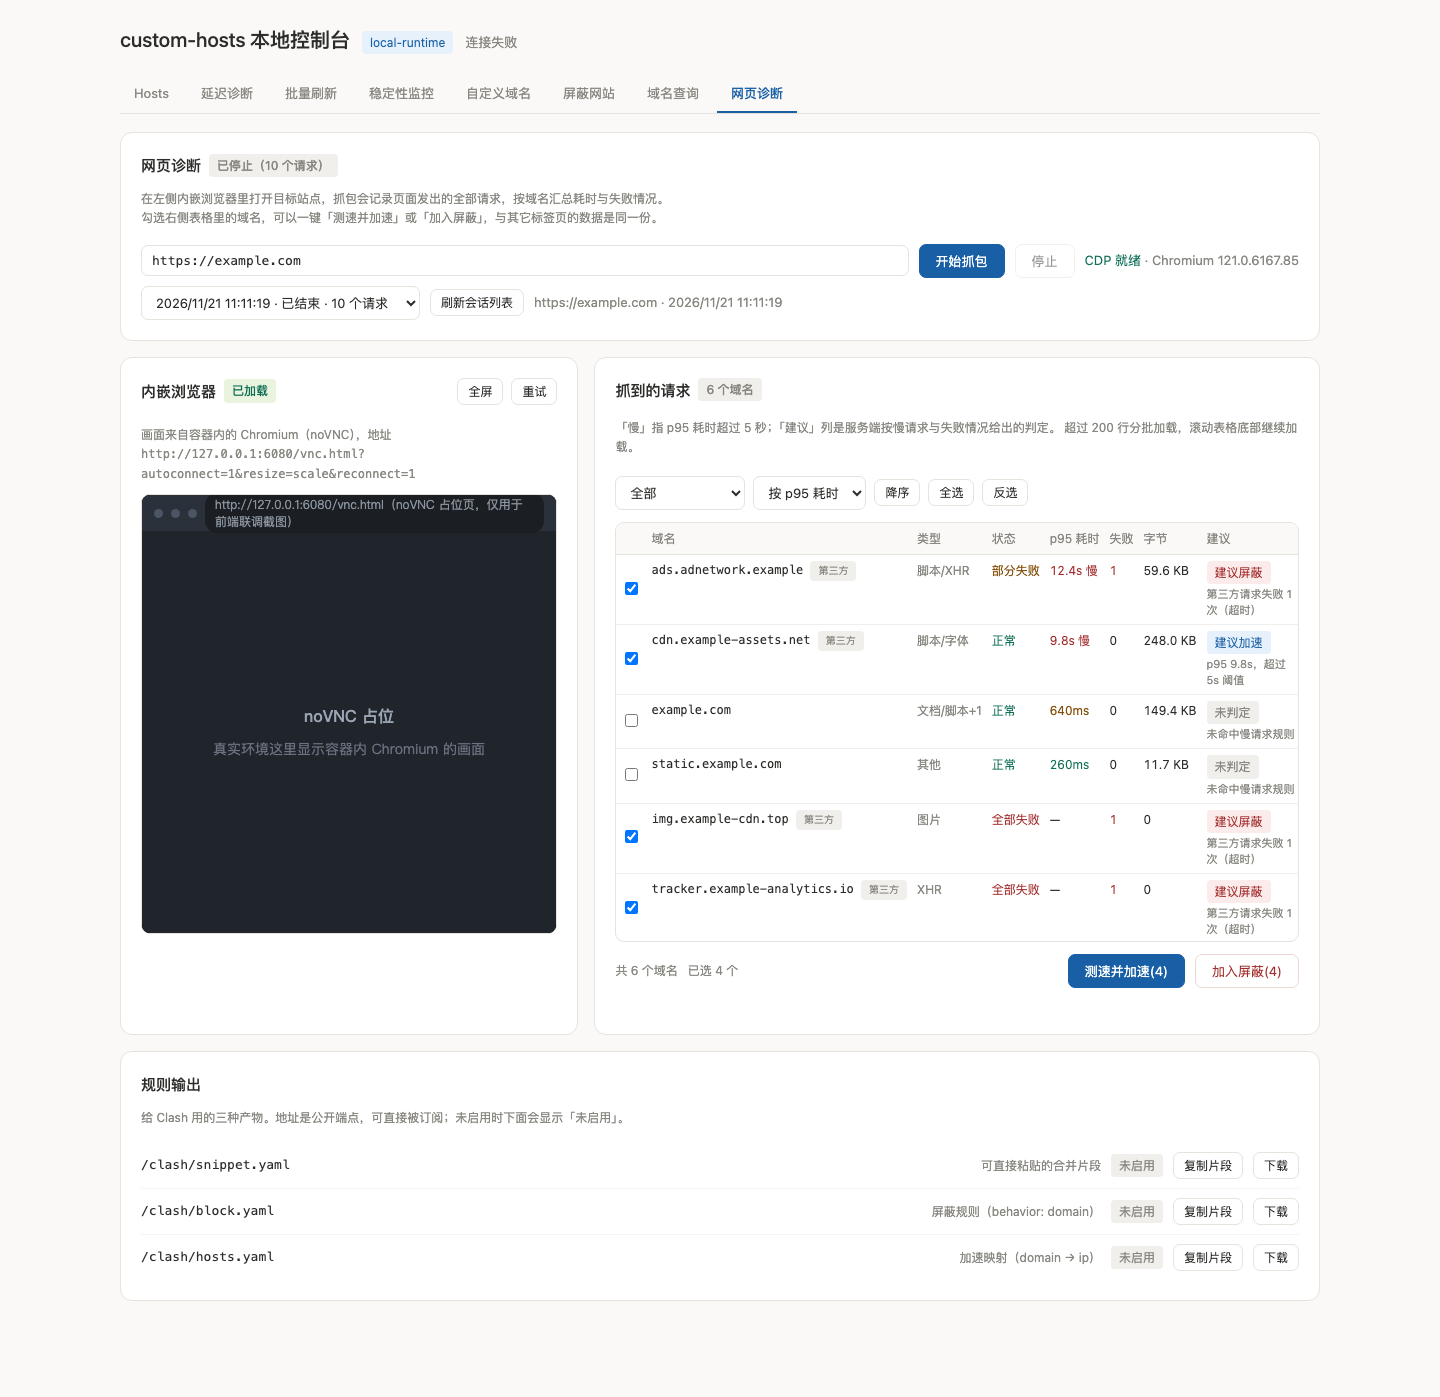 custom-hosts 本地控制台 local-runtime 连接失败
Hosts 延迟诊断 批量刷新 稳定性监控 自定义域名 屏蔽网站 域名查询 网页诊断
网页诊断 已停止（10 个请求）
在左侧内嵌浏览器里打开目标站点，抓包会记录页面发出的全部请求，按域名汇总耗时与失败情况。
勾选右侧表格里的域名，可以一键「测速并加速」或「加入屏蔽」，与其它标签页的数据是同一份。
https://example.com 开始抓包 停止 CDP 就绪 · Chromium 121.0.6167.85
2026/11/21 11:11:19 · 已结束 · 10 个请求 刷新会话列表 https://example.com · 2026/11/21 11:11:19
内嵌浏览器 已加载 全屏 重试
画面来自容器内的 Chromium（noVNC），地址
http://127.0.0.1:6080/vnc.html?
autoconnect=1&resize=scale&reconnect=1
http://127.0.0.1:6080/vnc.html（noVNC 占位页，仅用于
前端联调截图）
noVNC 占位
真实环境这里显示容器内 Chromium 的画面
抓到的请求 6 个域名
「慢」指 p95 耗时超过 5 秒；「建议」列是服务端按慢请求与失败情况给出的判定。 超过 200 行分批加载，滚动表格底部继续加
载。
全部 按 p95 耗时 降序 全选 反选
域名 类型 状态 p95 耗时 失败 字节 建议
ads.adnetwork.example 第三方 脚本/XHR 部分失败 12.4s 慢 1 59.6 KB 建议屏蔽
第三方请求失败 1
次（超时）
cdn.example-assets.net 第三方 脚本/字体 正常 9.8s 慢 0 248.0 KB 建议加速
p95 9.8s，超过
5s 阈值
example.com 文档/脚本+1 正常 640ms 0 149.4 KB 未判定
未命中慢请求规则
static.example.com 其他 正常 260ms 0 11.7 KB 未判定
未命中慢请求规则
img.example-cdn.top 第三方 图片 全部失败 — 1 0 建议屏蔽
第三方请求失败 1
次（超时）
tracker.example-analytics.io 第三方 XHR 全部失败 — 1 0 建议屏蔽
第三方请求失败 1
次（超时）
共 6 个域名 已选 4 个 测速并加速(4) 加入屏蔽(4)
规则输出
给 Clash 用的三种产物。地址是公开端点，可直接被订阅；未启用时下面会显示「未启用」。
/clash/snippet.yaml 可直接粘贴的合并片段 未启用 复制片段 下载
/clash/block.yaml 屏蔽规则（behavior: domain） 未启用 复制片段 下载
/clash/hosts.yaml 加速映射（domain → ip） 未启用 复制片段 下载